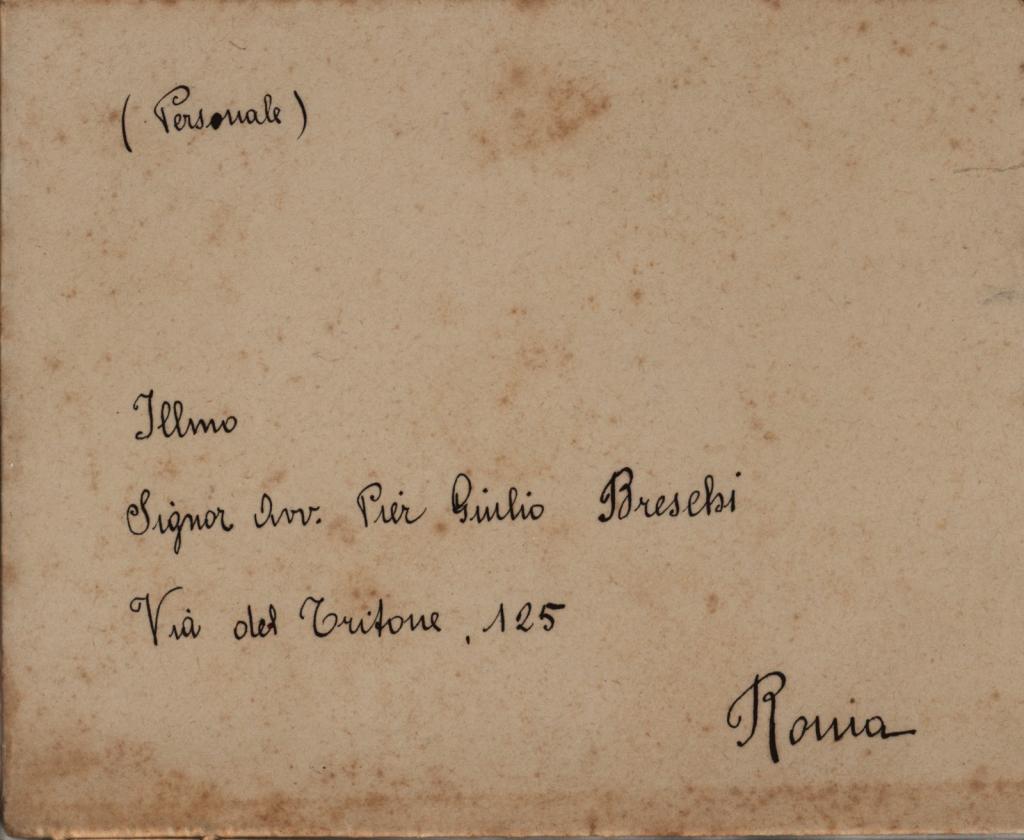 (Personale)
Illmo
Signor Avv. Pier Giulio Breschi
Via del Tritone, 125
Roma